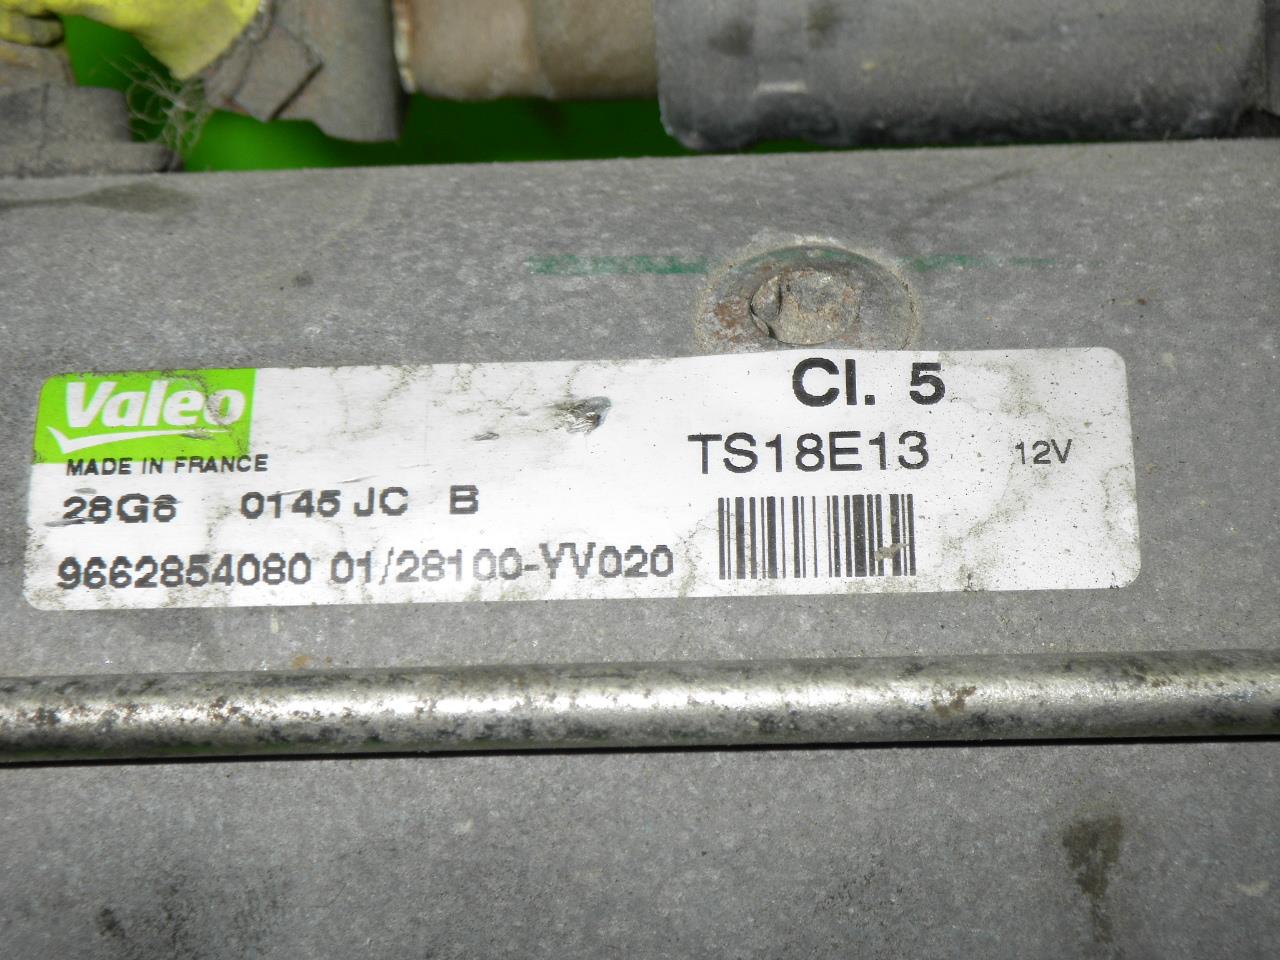 Valeo
Cl. 5
MADE IN FRANCE
TS18E13 12V
28G8 0145 JC B
9662854080 01/28100-YV020